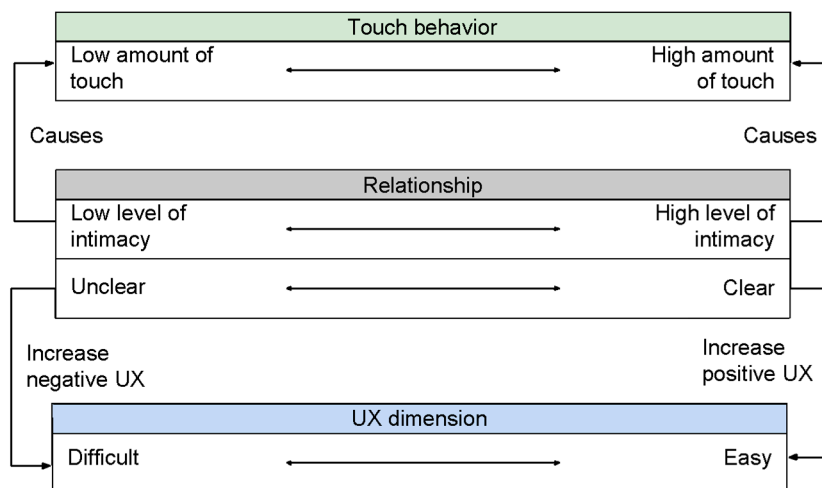 Touch behavior
Low amount of
touch
High amount
of touch
Causes
Causes
Relationship
Low level of
intimacy
High level of
intimacy
Unclear
Clear
Increase
negative UX
Increase
positive UX
UX dimension
Difficult
Easy